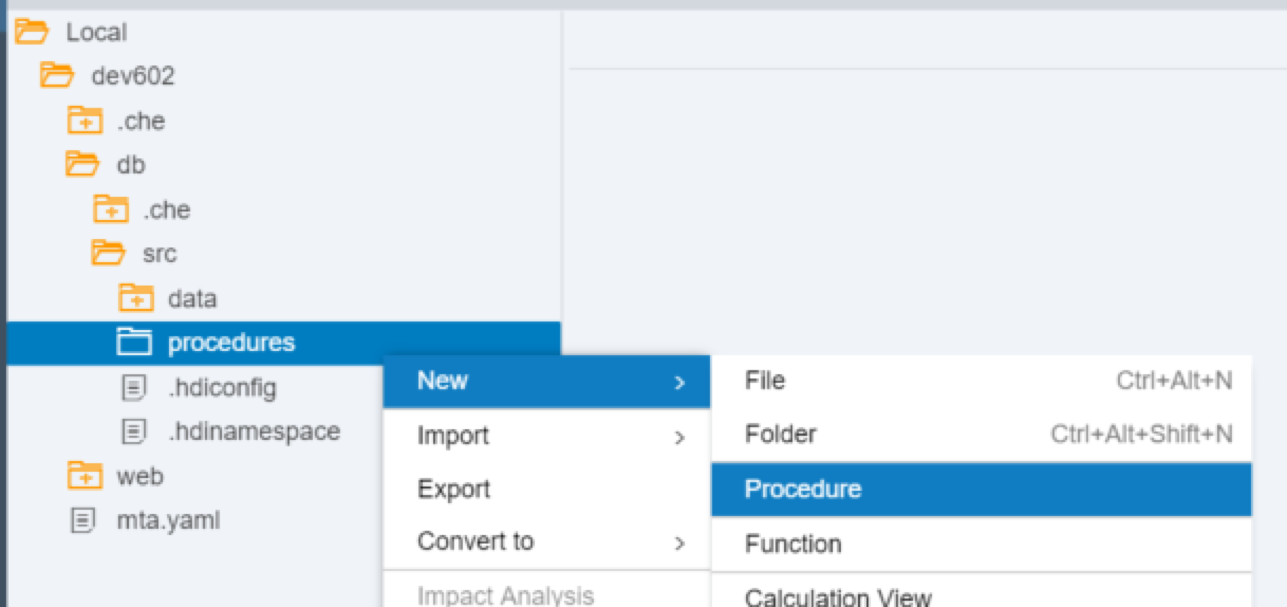 Local
dev602
.che
db
.che
src
data
procedures
.hdiconfig
.hdinamespace
web
mta.yaml
New
Import
Export
Convert to
Impact Analysis
File Ctrl+Alt+N
Folder Ctrl+Alt+Shift+N
Procedure
Function
Calculation View